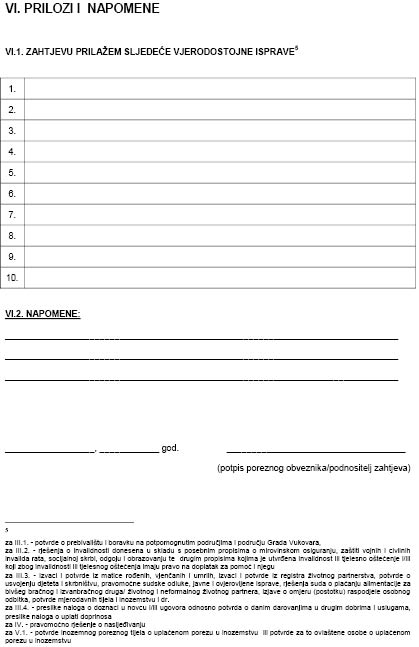 VI. PRILOZI I NAPOMENE
VI.1. ZAHTJEVU PRILAŽEM SLJEDEĆE VJERODOSTOJNE ISPRAVE5
1.
2.
3.
4.
5.
6.
7.
8.
9.
10.
VI.2. NAPOMENE:
___________________, _____________ god.
(potpis poreznog obveznika/podnositelj zahtjeva)
5
za III.1. - potvrde o prebivalištu i boravku na potpomognutim područjima i području Grada Vukovara,
za III.2. - rješenja o invalidnosti donesena u skladu s posebnim propisima o mirovinskom osiguranju, zaštiti vojnih i civilnih
invalida rata, socijalnoj skrbi, odgoju i obrazovanju te drugim propisima kojima je utvrđena invalidnost ili tjelesno oštećenje i/ili
koji zbog invalidnosti ili tjelesnog oštećenja imaju pravo na doplatak za pomoć i njegu
za III.3. - izvaci i potvrde iz matice rođenih, vjenčanih i umrlih, izvaci i potvrde iz registra životnog partnerstva, potvrde o
usvojenju djeteta i skrbništvu, pravomoćne sudske odluke, javne i ovjerovljene isprave, rješenja suda o plaćanju alimentacije za
bivšeg bračnog i izvanbračnog druga/ životnog i neformalnog životnog partnera, izjave o omjeru (postotku) raspodjele osobnog
odbitka, potvrde mjerodavnih tijela i inozemstvu i dr.
za III.4. - preslike naloga o doznaci u novcu i/ili ugovora odnosno potvrda o danim darovanjima u drugim dobrima i uslugama,
preslike naloga o uplati doprinosa
za IV. - pravomoćno rješenje o nasljeđivanju
za V.1. - potvrde inozemnog poreznog tijela o uplaćenom porezu u inozemstvu ili potvrde za to ovlaštene osobe o uplaćenom
porezu u inozemstvu